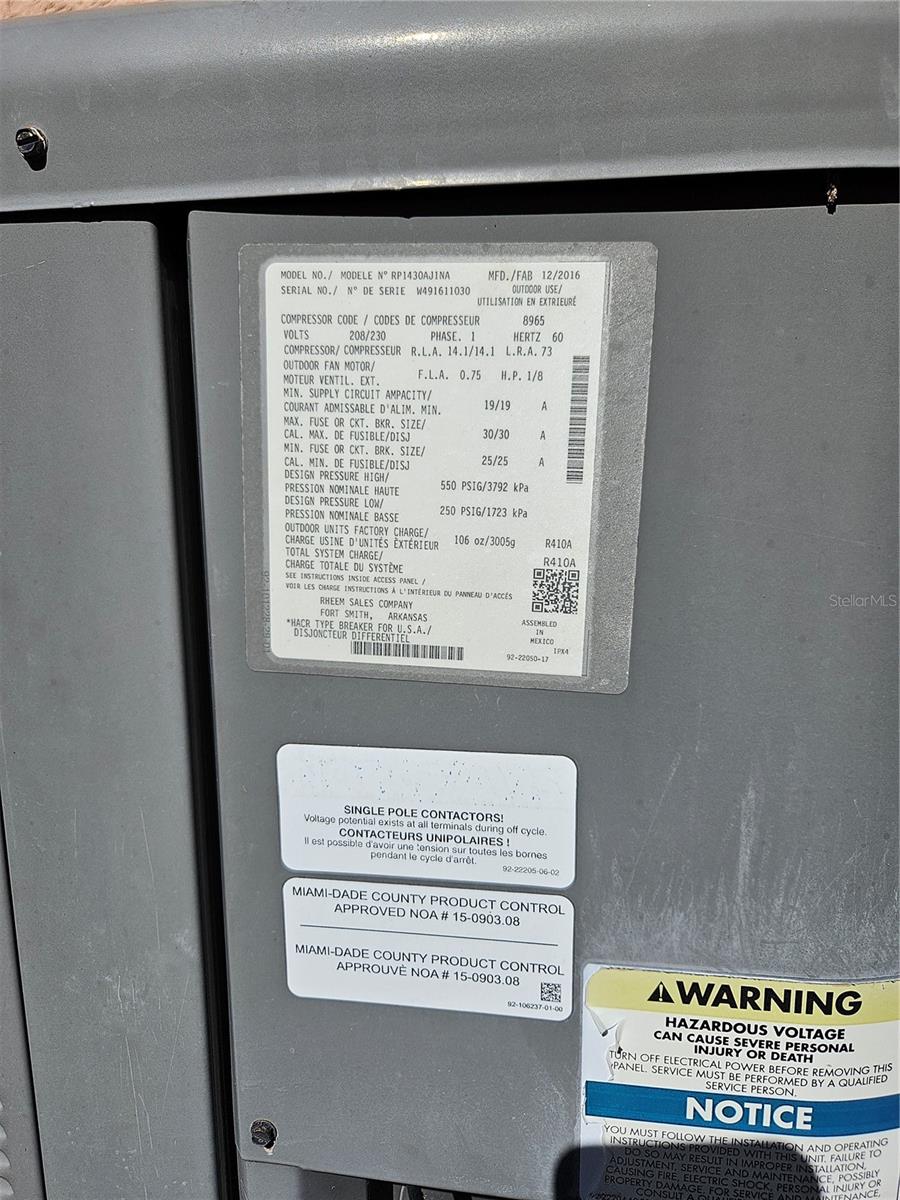 MODEL NO./ MODELE N° RP1430AJ1NA MFD./FAB 12/2016
SERIAL NO./ N° DE SERIE W491611030 OUTDOOR USE/
UTILISATION EN EXTRIEURÉ
COMPRESSOR CODE / CODES DE COMPRESSEUR 8965
VOLTS 208/230 PHASE. 1 HERTZ 60
COMPRESSOR/ COMPRESSEUR R.L.A. 14.1/14.1 L.R.A. 73
OUTDOOR FAN MOTOR/
MOTEUR VENTIL. EXT. F.L.A. 0.75 H.P. 1/8
MIN. SUPPLY CIRCUIT AMPACITY/
COURANT ADMISSABLE D'ALIM. MIN. 19/19 A
MAX. FUSE OR CKT. BKR. SIZE/
CAL. MAX. DE FUSIBLE/DISJ 30/30 A
MIN. FUSE OR CKT. BRK. SIZE/
CAL. MIN. DE FUSIBLE/DISJ 25/25 A
DESIGN PRESSURE HIGH/
PRESSION NOMINALE HAUTE 550 PSIG/3792 kPa
DESIGN PRESSURE LOW/
PRESSION NOMINALE BASSE 250 PSIG/1723 kPa
OUTDOOR UNITS FACTORY CHARGE/
CHARGE USINE D'UNITÉS ÉXTÉRIEUR 106 oz/3005g R410A
TOTAL SYSTEM CHARGE/
CHARGE TOTALE DU SYSTÈME R410A
SEE INSTRUCTIONS INSIDE ACCESS PANEL /
VOIR LES CHARGE INSTRUCTIONS À L'INTÉRIEUR DU PANNEAU D'ACCÉS
RHEEM SALES COMPANY
FORT SMITH, ARKANSAS
*HACR TYPE BREAKER FOR U.S.A./
DISJONCTEUR DIFFERENTIEL
ASSEMBLED
IN
MEXICO
IPX4
92-22050-17
SINGLE POLE CONTACTORS!
Voltage potential exists at all terminals during off cycle.
CONTACTEURS UNIPOLAIRES !
Il est possible d'avoir une tension sur toutes les bornes
pendant le cycle d'arrêt.
92-22205-06-02
MIAMI-DADE COUNTY PRODUCT CONTROL
APPROVED NOA # 15-0903.08
MIAMI-DADE COUNTY PRODUCT CONTROL
APPROUVÈ NOA # 15-0903.08
92-106237-01-00
WARNING
HAZARDOUS VOLTAGE
CAN CAUSE SEVERE PERSONAL
INJURY OR DEATH
TURN OFF ELECTRICAL POWER BEFORE REMOVING THIS
PANEL. SERVICE MUST BE PERFORMED BY A QUALIFIED
SERVICE PERSON.
NOTICE
YOU MUST FOLLOW THE INSTALLATION AND OPERATING
INSTRUCTIONS PROVIDED WITH THIS UNIT. FAILURE TO
DO SO MAY RESULT IN IMPROPER INSTALLATION,
ADJUSTMENT, SERVICE AND MAINTENANCE, POSSIBLY
CAUSING FIRE, ELECTRIC SHOCK, PERSONAL INJURY OR
PROPERTY DAMAGE. FOR SERVICE AND MAINTENANCE
CONSULT A
StellarMLS